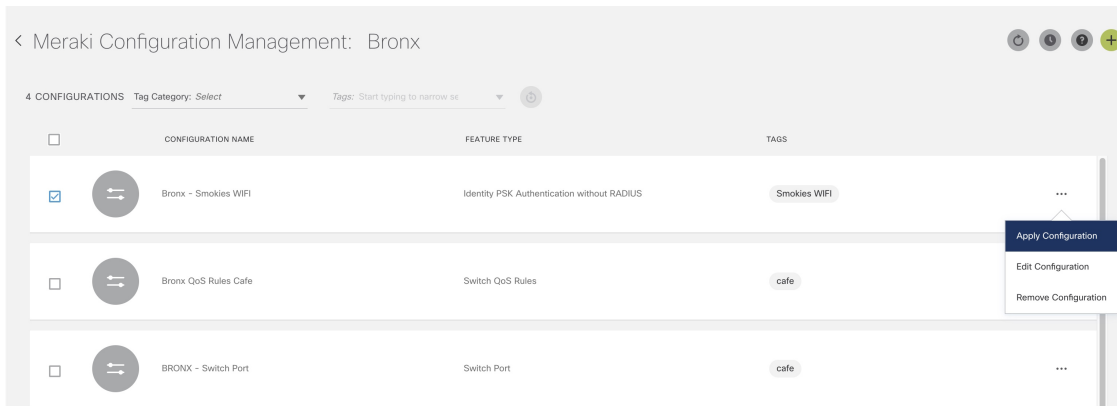 Meraki Configuration Management: Bronx
4 CONFIGURATIONS Tag Category: Select Tags: Start typing to narrow se
CONFIGURATION NAME FEATURE TYPE TAGS
Bronx - Smokies WIFI Identity PSK Authentication without RADIUS Smokies WIFI ...
Apply Configuration
Edit Configuration
Remove Configuration
Bronx QoS Rules Cafe Switch QoS Rules cafe
BRONX - Switch Port Switch Port cafe ...